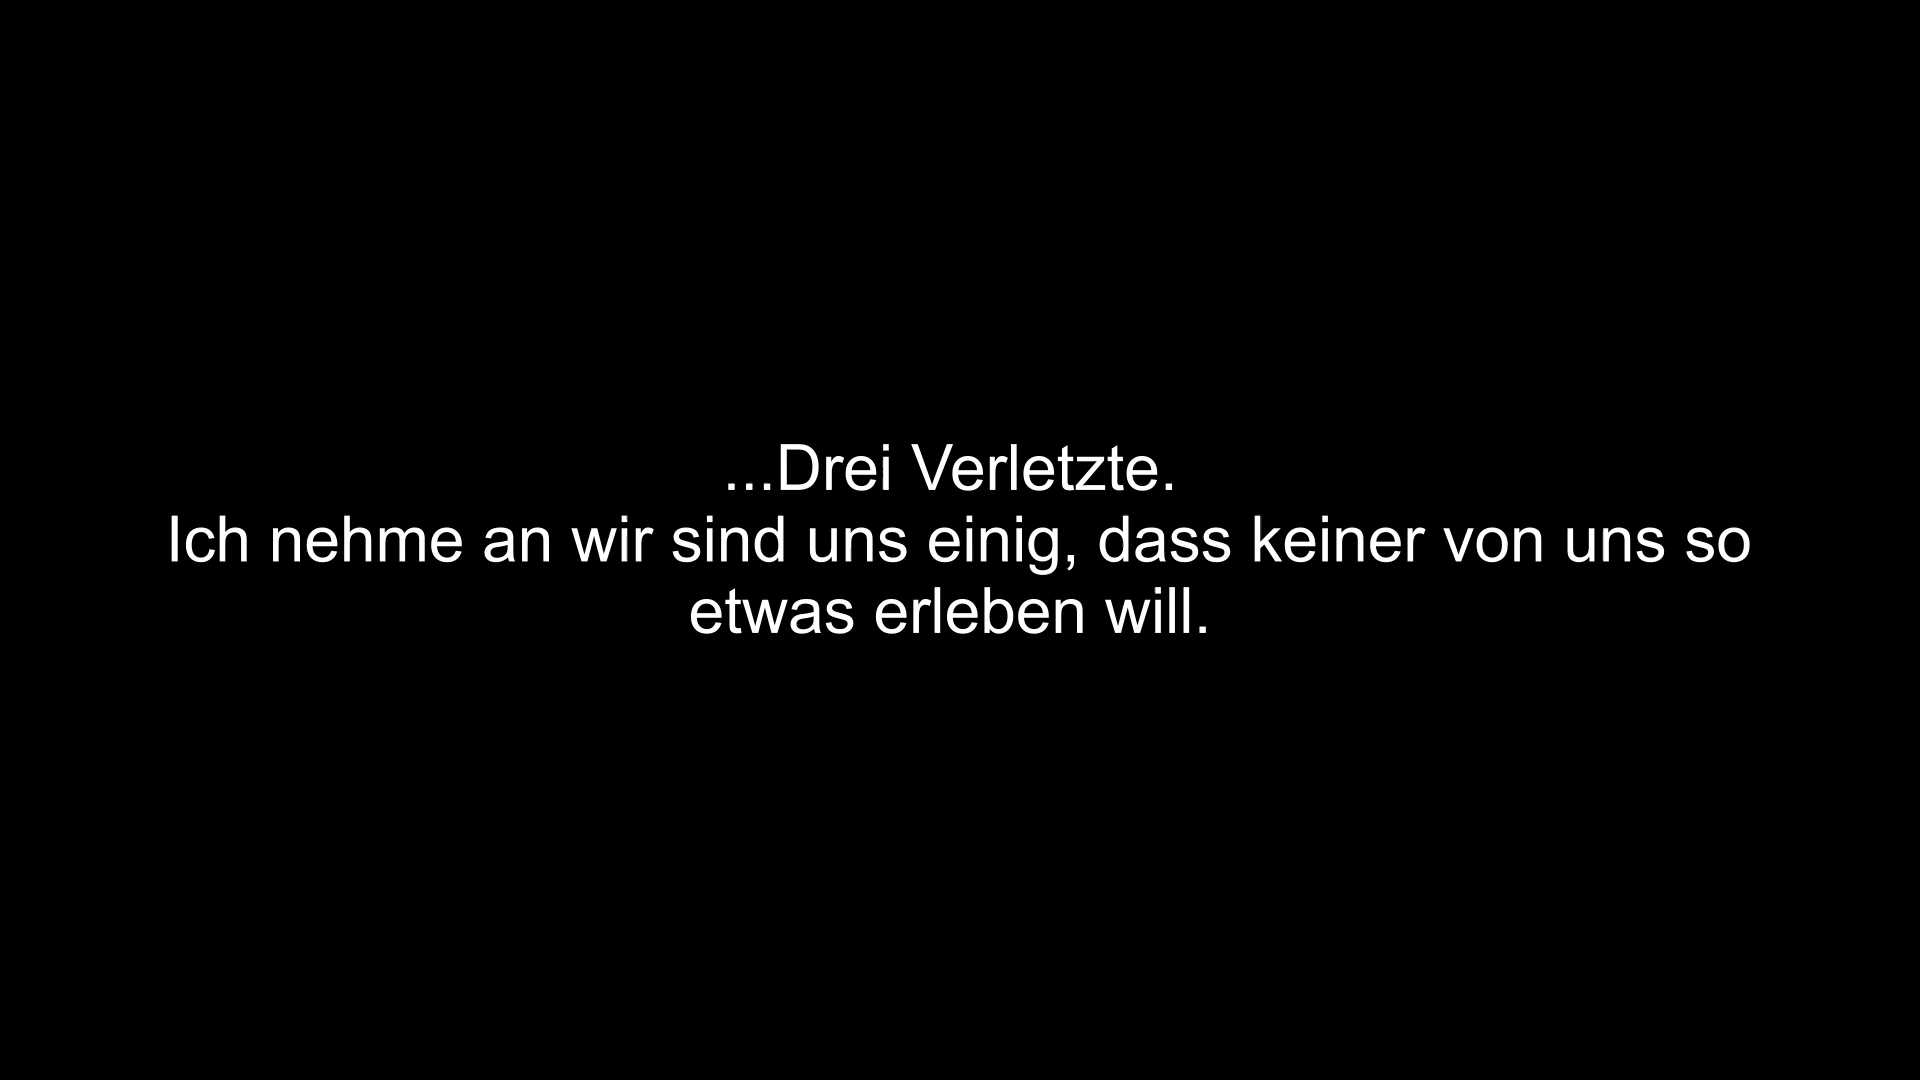 ...Drei Verletzte.
Ich nehme an wir sind uns einig, dass keiner von uns so
etwas erleben will.